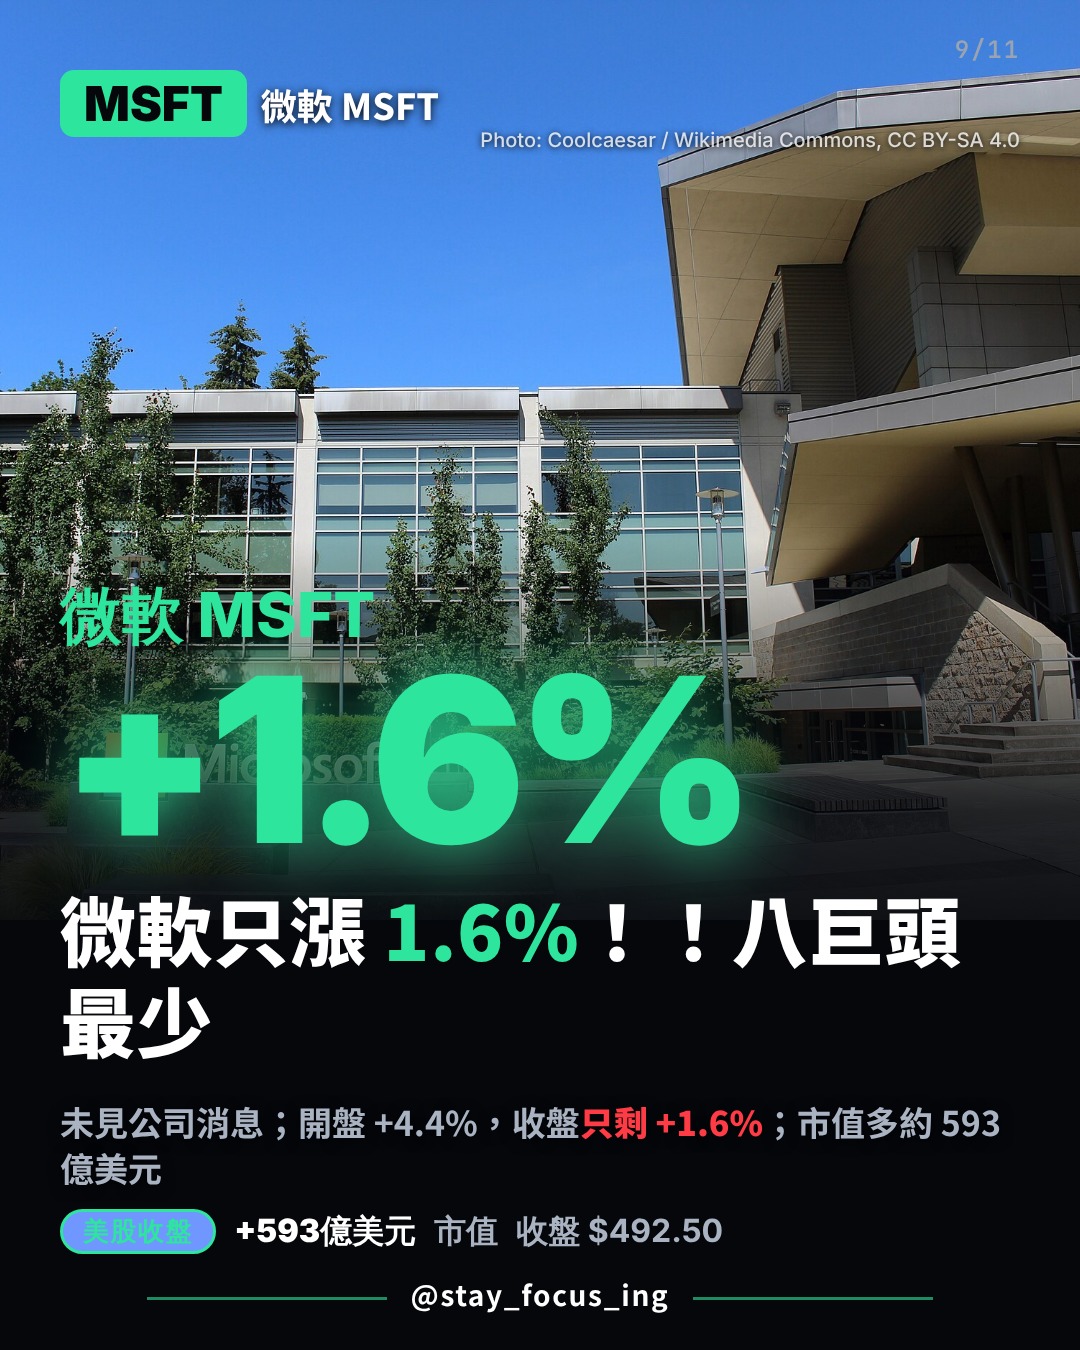 9/11
MSFT 微軟 MSFT
Photo: Coolcaesar / Wikimedia Commons, CC BY-SA 4.0
微軟 MSFT
Microsoft
+1.6%
微軟只漲 1.6%！！八巨頭
最少
未見公司消息；開盤 +4.4%，收盤只剩 +1.6%；市值多約 593
億美元
美股收盤 +593億美元 市值 收盤 $492.50
@stay_focus_ing